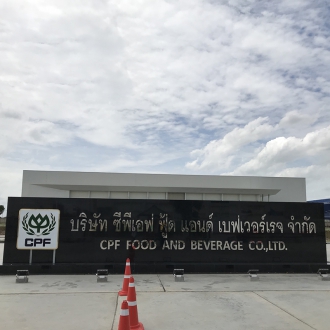 บริษัท ซีพีเอฟ ฟู้ด แอนด์ เบฟเวอร์เรจ จำกัด
CPF
CPF FOOD AND BEVERAGE CO.,LTD.